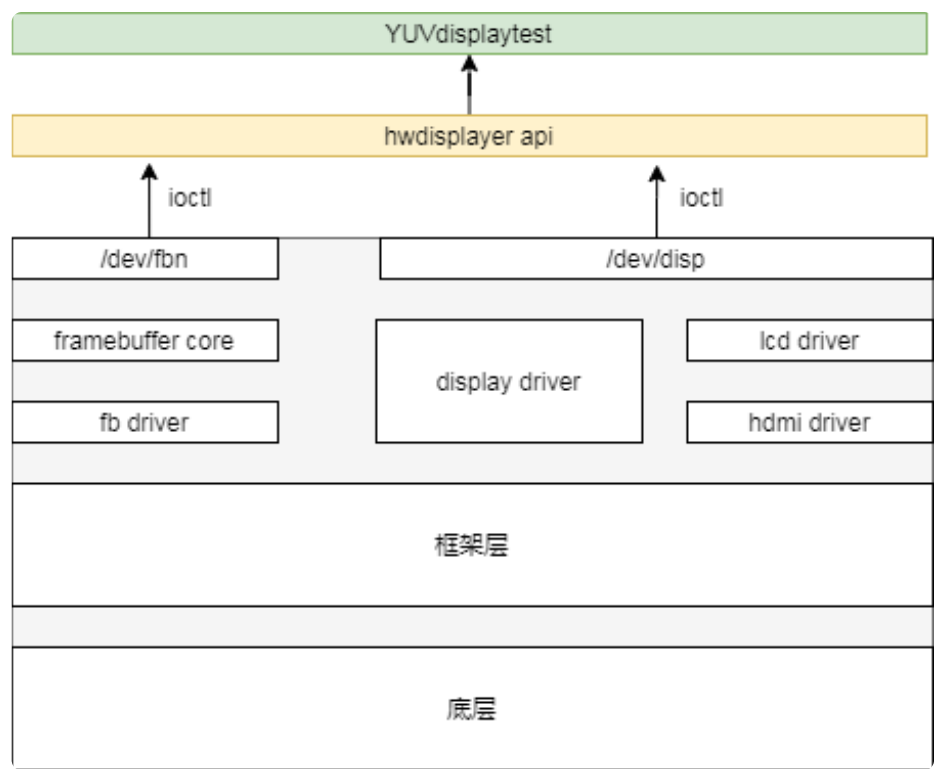 YUVdisplaytest
hwdisplayer api
ioctl
ioctl
/dev/fbn
/dev/disp
framebuffer core
display driver
lcd driver
fb driver
hdmi driver
框架层
底层